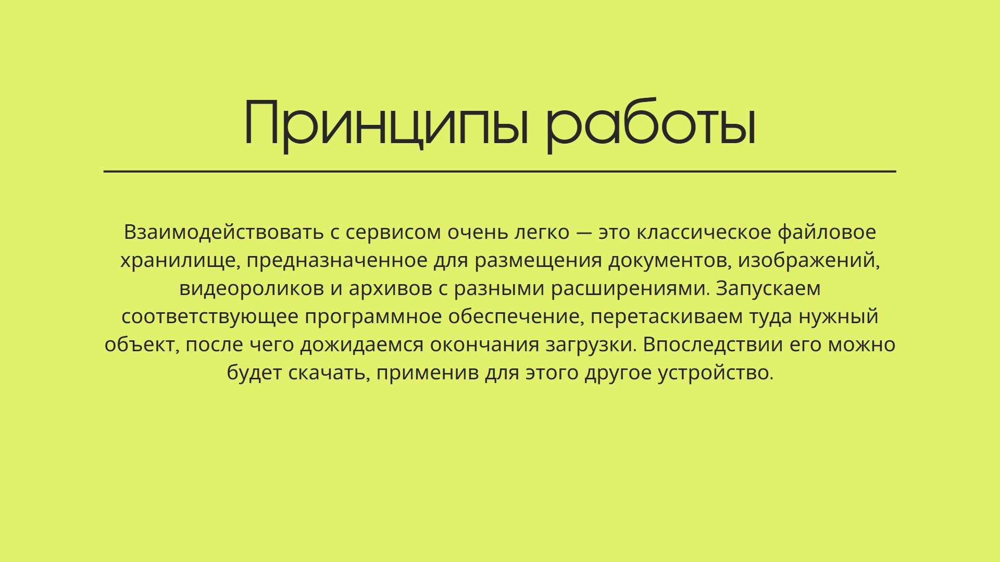 Принципы работы
Взаимодействовать с сервисом очень легко — это классическое файловое
хранилище, предназначенное для размещения документов, изображений,
видеороликов и архивов с разными расширениями. Запускаем
соответствующее программное обеспечение, перетаскиваем туда нужный
объект, после чего дожидаемся окончания загрузки. Впоследствии его можно
будет скачать, применив для этого другое устройство.